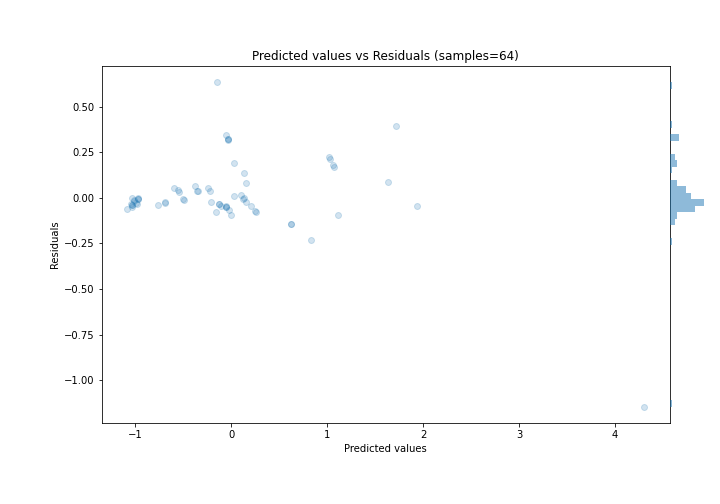 Predicted values vs Residuals (samples=64)
0.50
0.25
0.00
−0.25
−0.50
−0.75
−1.00
Residuals
−1 0 1 2 3 4
Predicted values